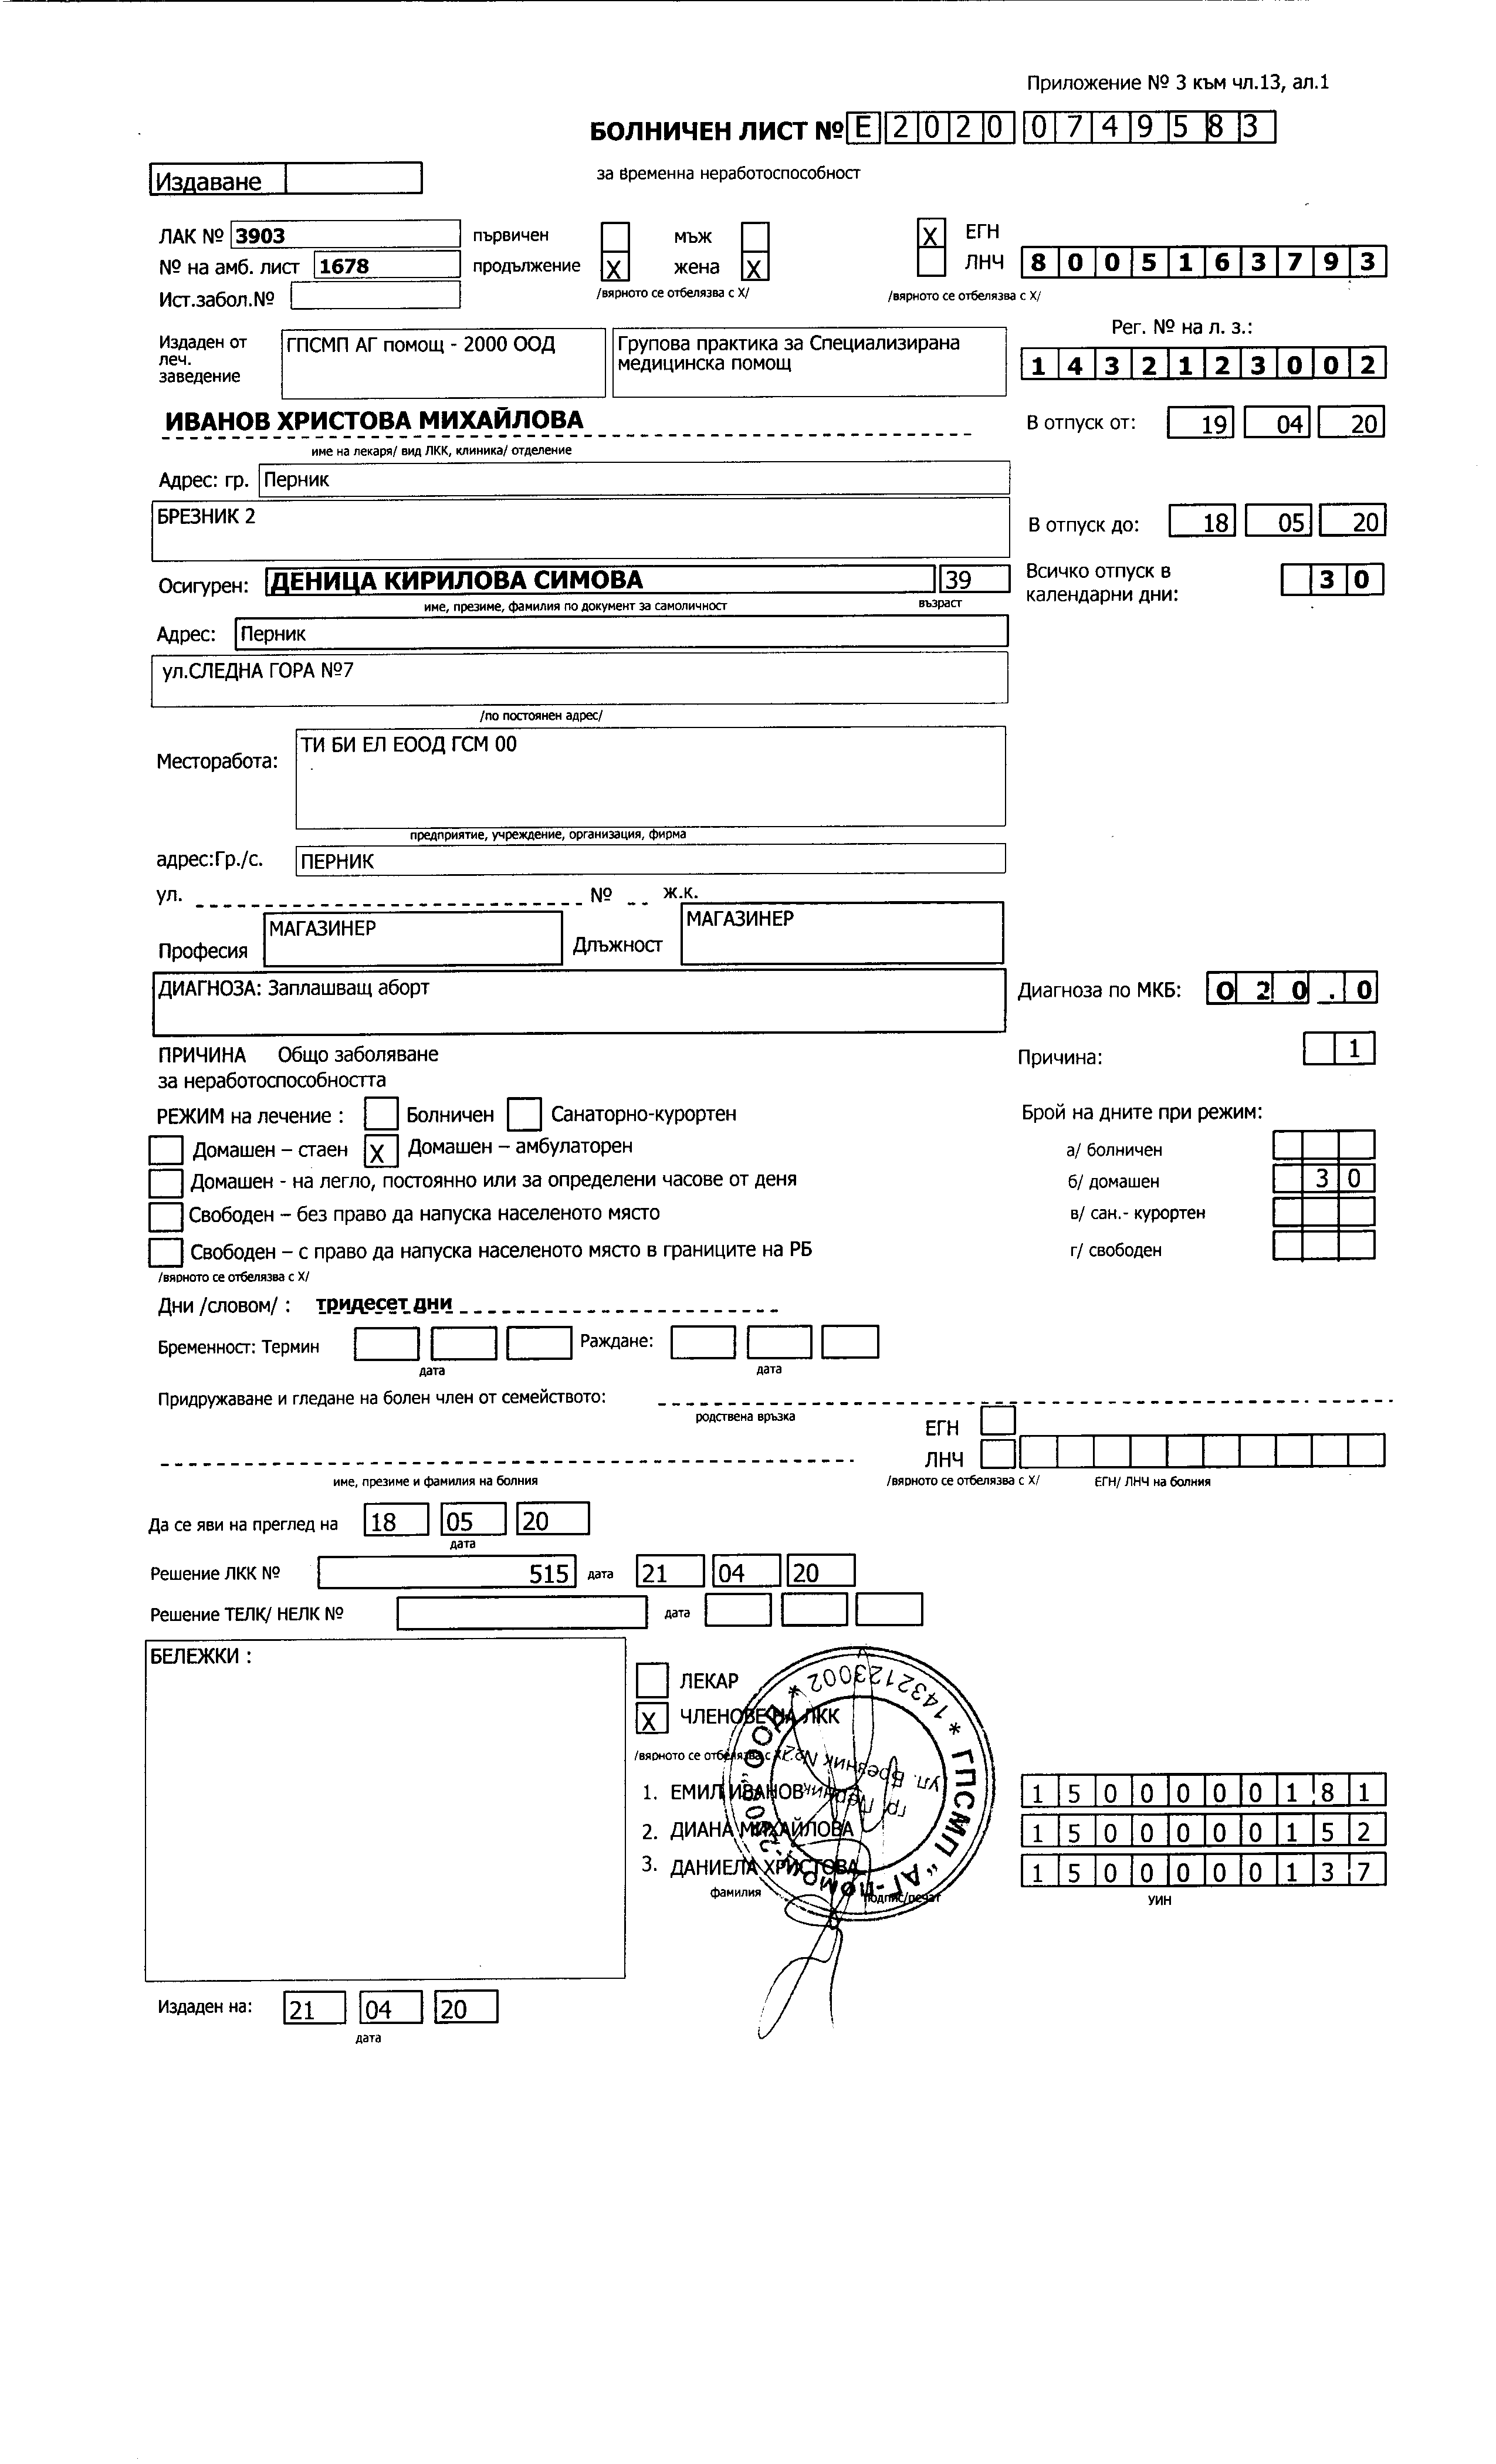 Приложение № 3 към чл.13, ал.1
БОЛНИЧЕН ЛИСТ № E 2020 0749583
Издаване
за временна неработоспособност
ЛАК № 3903 първичен мъж X ЕГН
№ на амб. лист 1678 продължение X жена X ЛНЧ 8005163793
Ист.забол.№ /вярното се отбелязва с X/ /вярното се отбелязва с X/
Рег. № на л. з.:
Издаден от леч. заведение ГПСМП АГ помощ - 2000 ООД Групова практика за Специализирана медицинска помощ 1432123002
ИВАНОВ ХРИСТОВА МИХАЙЛОВА В отпуск от: 19 04 20
име на лекаря/ вид ЛКК, клиника/ отделение
Адрес: гр. Перник
БРЕЗНИК 2 В отпуск до: 18 05 20
Осигурен: ДЕНИЦА КИРИЛОВА СИМОВА 39 Всичко отпуск в календарни дни: 30
име, презиме, фамилия по документ за самоличност възраст
Адрес: Перник
ул.СЛЕДНА ГОРА №7
/по постоянен адрес/
Месторабота: ТИ БИ ЕЛ ЕООД ГСМ 00
предприятие, учреждение, организация, фирма
адрес:Гр./с. ПЕРНИК
ул. № ж.к.
Професия МАГАЗИНЕР Длъжност МАГАЗИНЕР
ДИАГНОЗА: Заплашващ аборт Диагноза по МКБ: O20.0
ПРИЧИНА Общо заболяване Причина: 1
за неработоспособността
РЕЖИМ на лечение : Болничен Санаторно-курортен Брой на дните при режим:
Домашен – стаен X Домашен – амбулаторен а/ болничен
Домашен - на легло, постоянно или за определени часове от деня б/ домашен 30
Свободен – без право да напуска населеното място в/ сан.- курортен
Свободен – с право да напуска населеното място в границите на РБ г/ свободен
/вярното се отбелязва с X/
Дни /словом/ : тридесет дни
Бременност: Термин Раждане:
дата дата
Придружаване и гледане на болен член от семейството:
родствена връзка
ЕГН
ЛНЧ
име, презиме и фамилия на болния /вярното се отбелязва с X/ ЕГН/ ЛНЧ на болния
Да се яви на преглед на 18 05 20
дата
Решение ЛКК № 515 дата 21 04 20
Решение ТЕЛК/ НЕЛК № дата
БЕЛЕЖКИ :
ЛЕКАР
X ЧЛЕНОВЕ НА ЛКК
/вярното се отбелязва с X/
1. ЕМИЛ ИВАНОВ 1500000181
2. ДИАНА МИХАЙЛОВА 1500000152
3. ДАНИЕЛА ХРИСТОВА 1500000137
фамилия подпис/печат УИН
* ГПСМП "АГ-ПОМОЩ-2000" ООД * 1432123002
гр. Перник
ул. Брезник №2
Издаден на: 21 04 20
дата